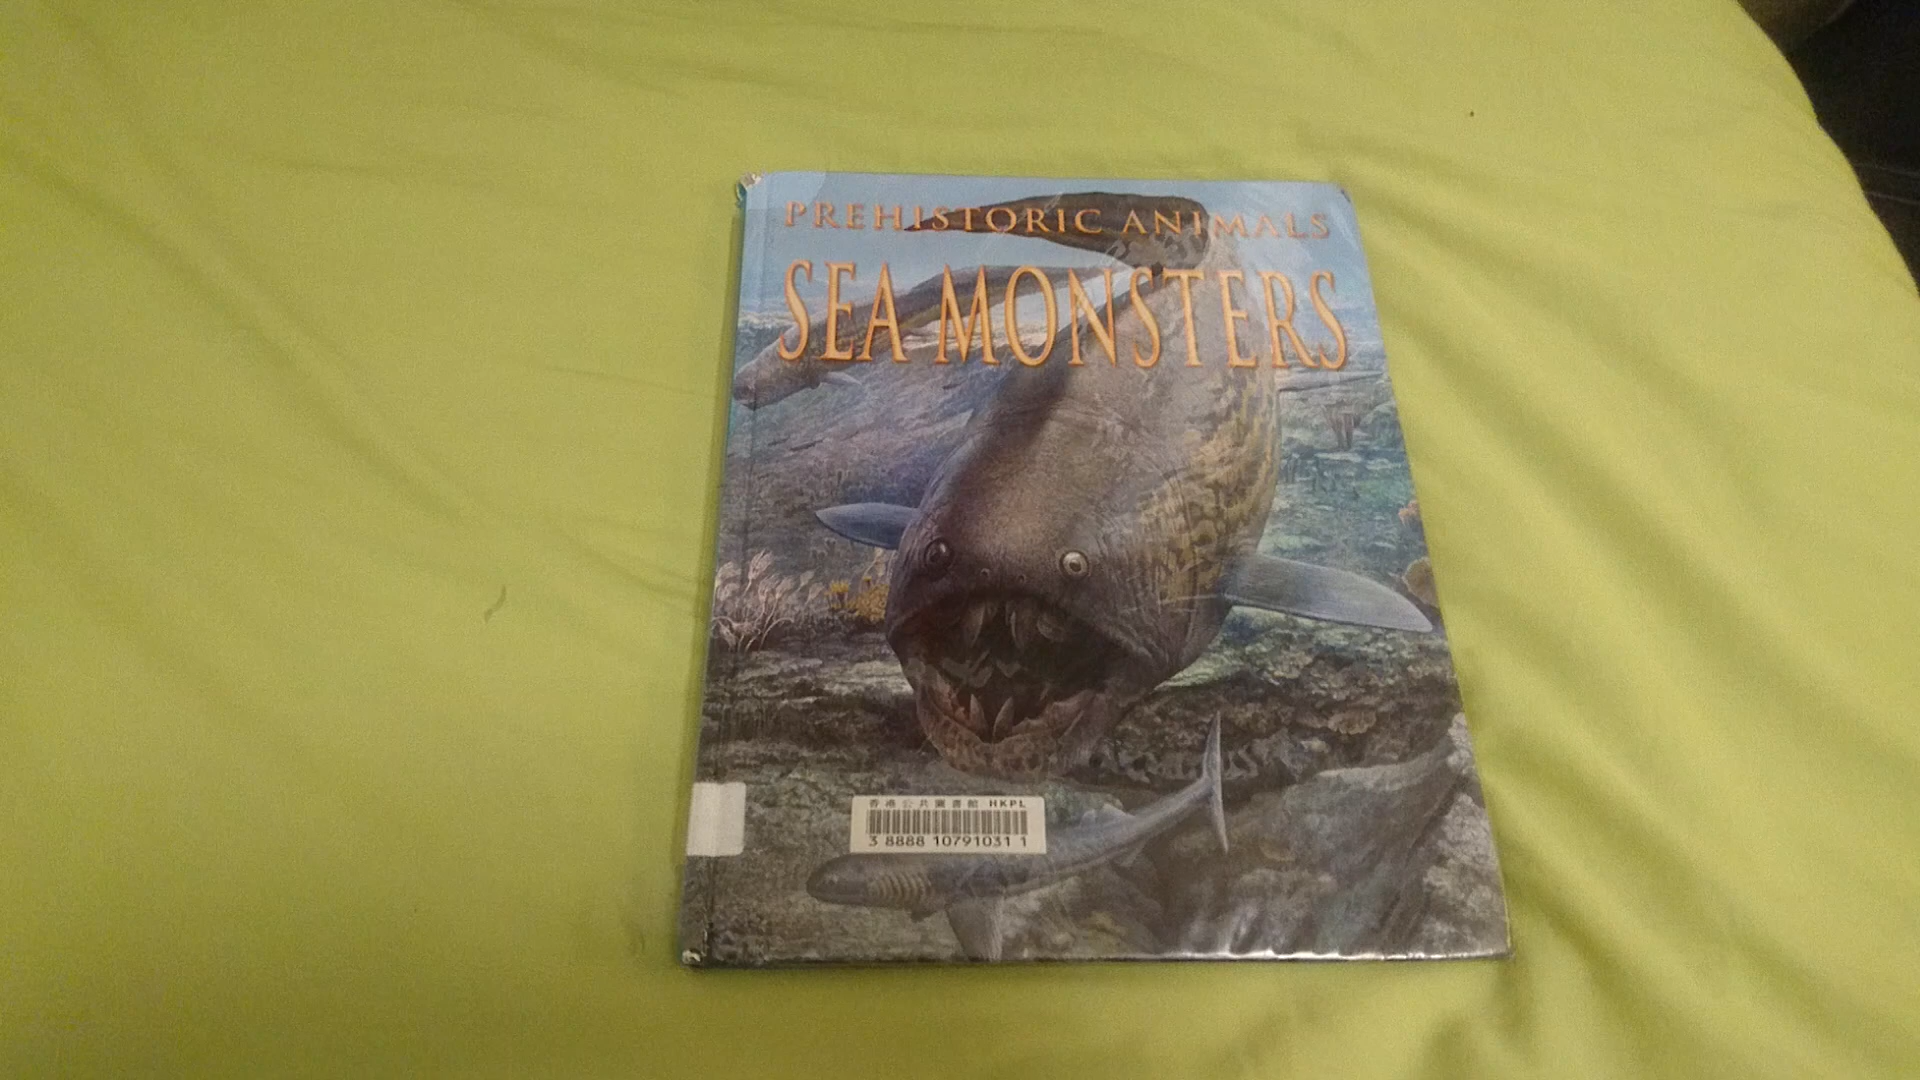 PREHISTORIC ANIMALS
SEA MONSTERS
香港公共圖書館 HKPL
3 8888 10791031 1